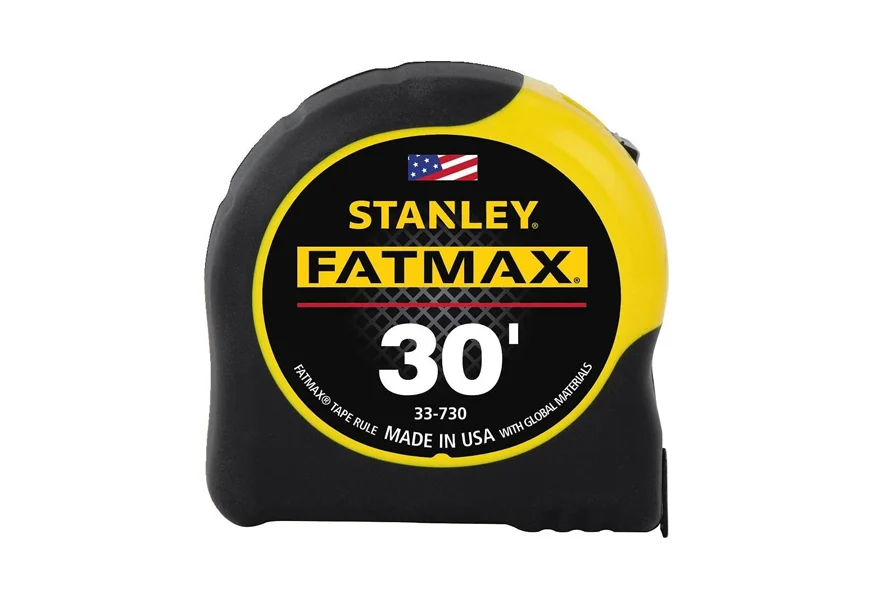 STANLEY®
FATMAX®
30'
33-730
FATMAX® TAPE RULE MADE IN USA WITH GLOBAL MATERIALS